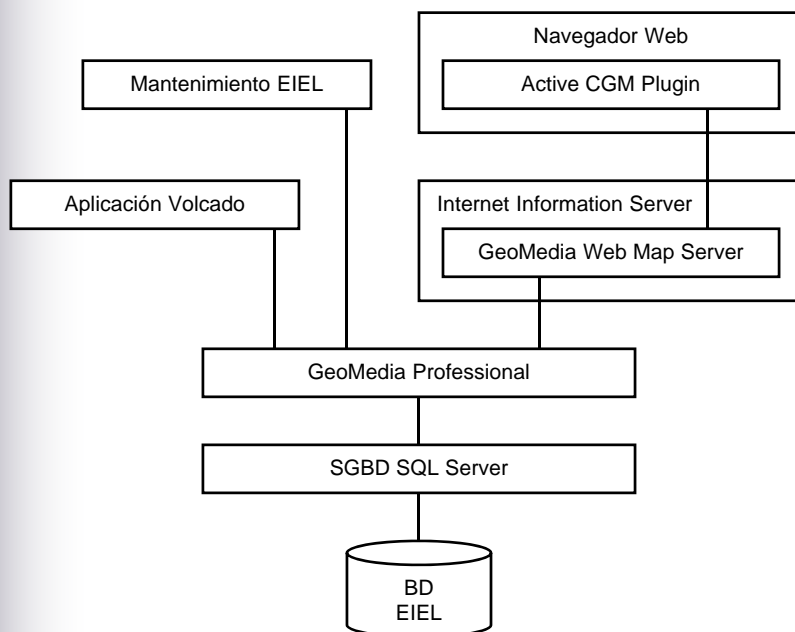 Navegador Web
Mantenimiento EIEL
Active CGM Plugin
Aplicación Volcado
Internet Information Server
GeoMedia Web Map Server
GeoMedia Professional
SGBD SQL Server
BD
EIEL